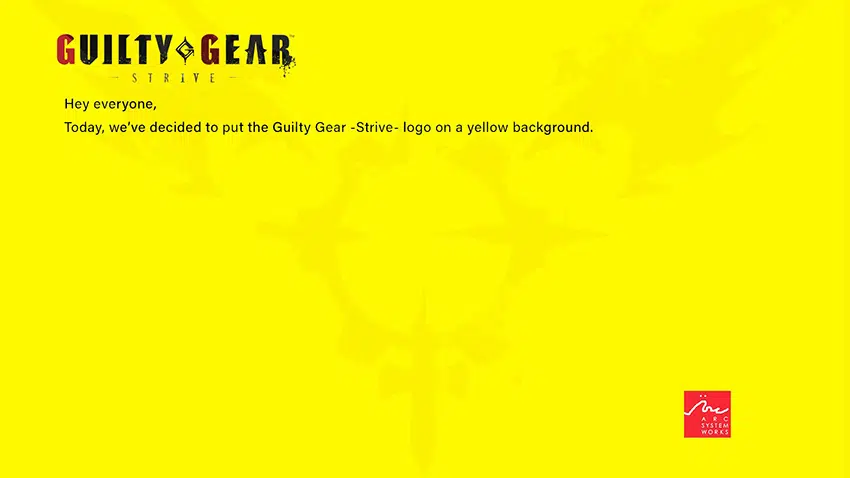 GUILTY GEAR™
– STRIVE –
Hey everyone,
Today, we've decided to put the Guilty Gear -Strive- logo on a yellow background.
ARC
SYSTEM
WORKS